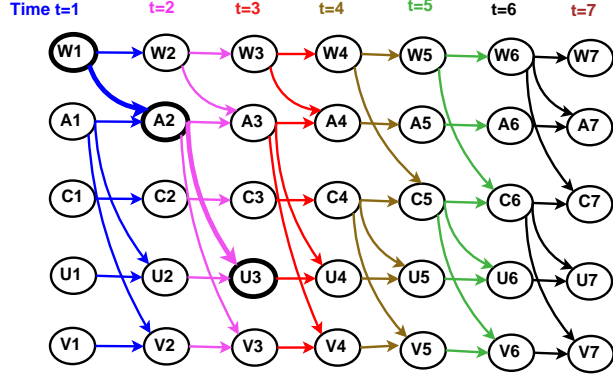 Time t=1 t=2 t=3 t=4 t=5 t=6 t=7
W1 W2 W3 W4 W5 W6 W7
A1 A2 A3 A4 A5 A6 A7
C1 C2 C3 C4 C5 C6 C7
U1 U2 U3 U4 U5 U6 U7
V1 V2 V3 V4 V5 V6 V7